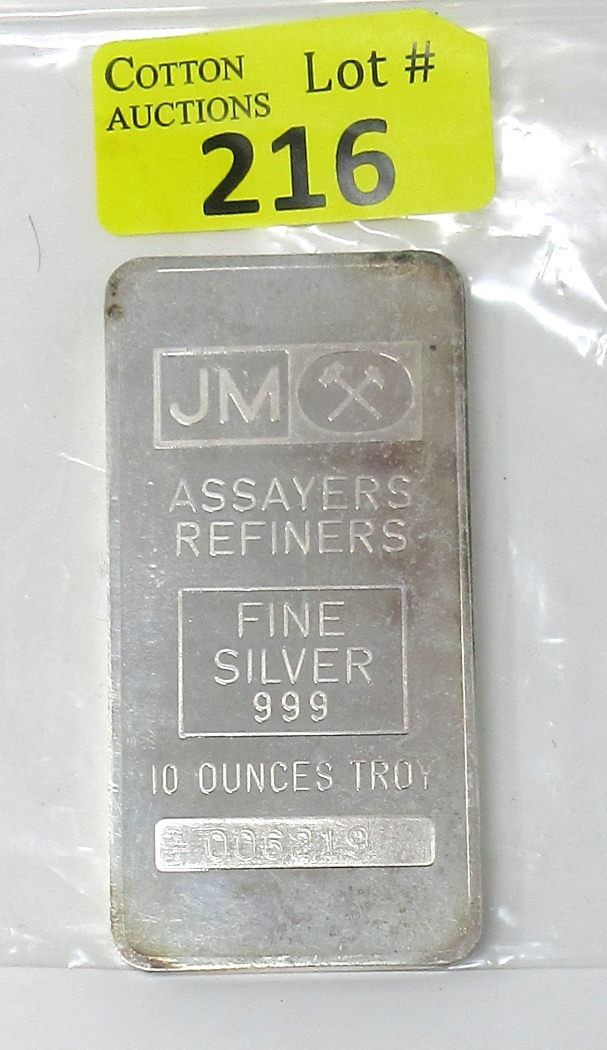 COTTON
AUCTIONS
Lot #
216
JM
ASSAYERS
REFINERS
FINE
SILVER
999
10 OUNCES TROY